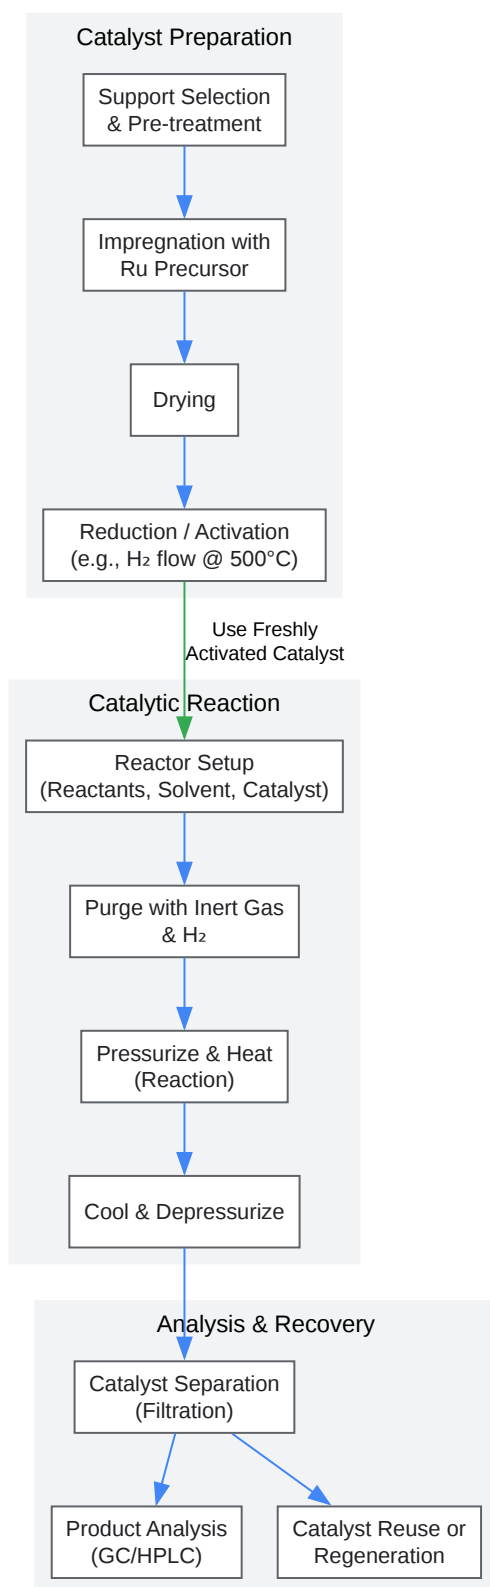 Catalyst Preparation
Support Selection
& Pre-treatment
Impregnation with
Ru Precursor
Drying
Reduction / Activation
(e.g., H₂ flow @ 500°C)
Use Freshly
Activated Catalyst
Catalytic Reaction
Reactor Setup
(Reactants, Solvent, Catalyst)
Purge with Inert Gas
& H₂
Pressurize & Heat
(Reaction)
Cool & Depressurize
Analysis & Recovery
Catalyst Separation
(Filtration)
Product Analysis
(GC/HPLC)
Catalyst Reuse or
Regeneration